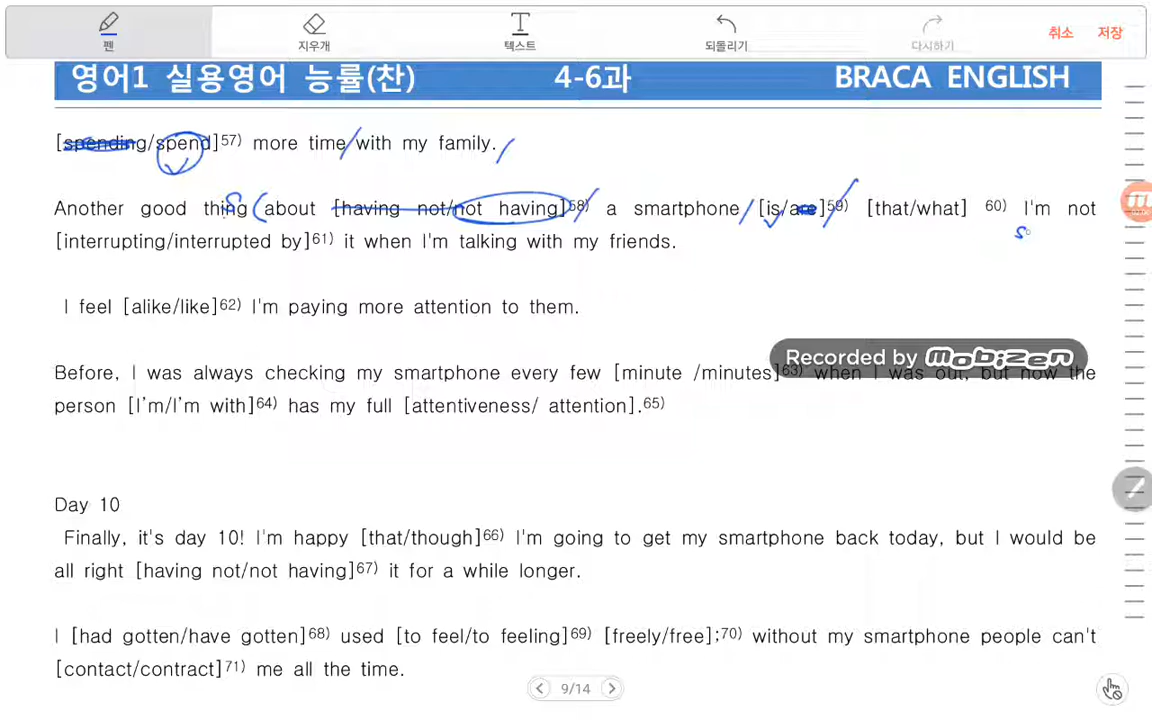 펜 지우개 텍스트 되돌리기 다시하기 취소 저장
영어1 실용영어 능률(찬) 4-6과 BRACA ENGLISH
[spending/spend]57) more time/with my family./
S
Another good thing (about [having not/not having]58)/ a smartphone/ [is/are]59)/ [that/what] 60) I'm not
S
[interrupting/interrupted by]61) it when I'm talking with my friends.
I feel [alike/like]62) I'm paying more attention to them.
Recorded by mobizen
Before, I was always checking my smartphone every few [minute /minutes]63) when I was out, but now the
person [I'm/I'm with]64) has my full [attentiveness/ attention].65)
Day 10
Finally, it's day 10! I'm happy [that/though]66) I'm going to get my smartphone back today, but I would be
all right [having not/not having]67) it for a while longer.
I [had gotten/have gotten]68) used [to feel/to feeling]69) [freely/free];70) without my smartphone people can't
[contact/contract]71) me all the time.
9/14